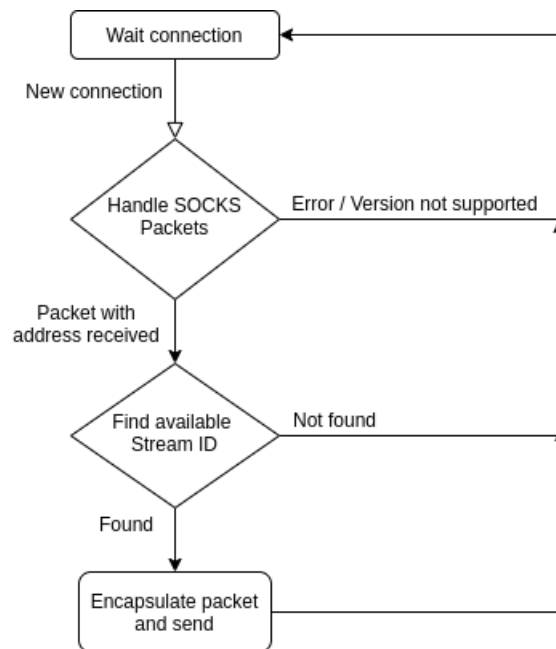 Wait connection
New connection
Handle SOCKS
Packets
Error / Version not supported
Packet with
address received
Find available
Stream ID
Not found
Found
Encapsulate packet
and send